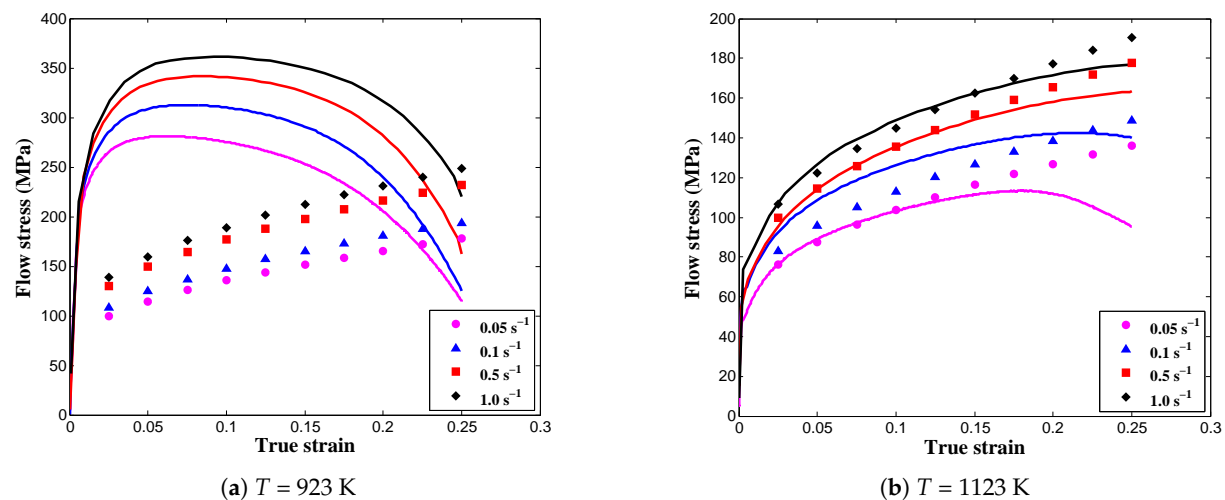 400
350
300
250
200
150
100
50
0
Flow stress (MPa)
0 0.05 0.1 0.15 0.2 0.25 0.3
True strain
0.05 s⁻¹
0.1 s⁻¹
0.5 s⁻¹
1.0 s⁻¹
(a) T = 923 K
200
180
160
140
120
100
80
60
40
20
0
Flow stress (MPa)
0 0.05 0.1 0.15 0.2 0.25 0.3
True strain
0.05 s⁻¹
0.1 s⁻¹
0.5 s⁻¹
1.0 s⁻¹
(b) T = 1123 K